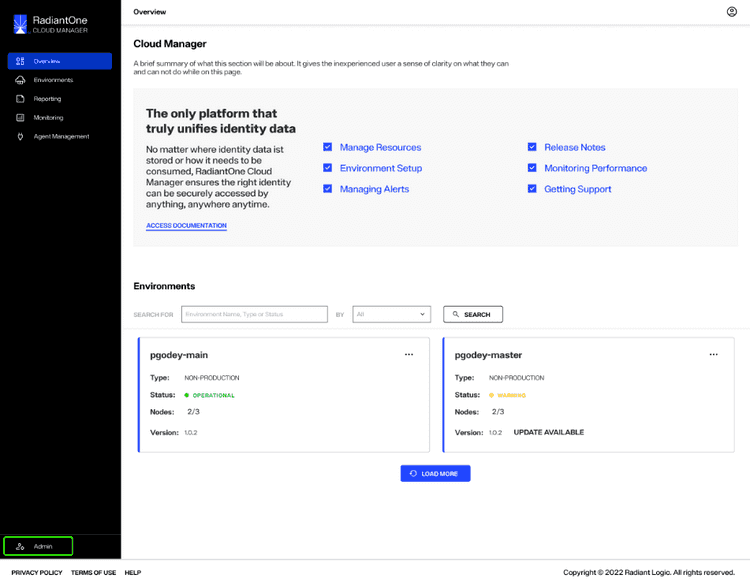 RadiantOne
CLOUD MANAGER
Overview
Environments
Reporting
Monitoring
Agent Management
Admin
Overview
Cloud Manager
A brief summary of what this section will be about. It gives the inexperienced user a sense of clarity on what they can
and can not do while on this page.
The only platform that
truly unifies identity data
No matter where identity data ist
stored or how it needs to be
consumed, RadiantOne Cloud
Manager ensures the right identity
can be securely accessed by
anything, anywhere anytime.
ACCESS DOCUMENTATION
Manage Resources
Environment Setup
Managing Alerts
Release Notes
Monitoring Performance
Getting Support
Environments
SEARCH FOR Environment Name, Type or Status BY All SEARCH
pgodey-main
Type: NON-PRODUCTION
Status: OPERATIONAL
Nodes: 2/3
Version: 1.0.2
pgodey-master
Type: NON-PRODUCTION
Status: WARNING
Nodes: 2/3
Version: 1.0.2 UPDATE AVAILABLE
LOAD MORE
PRIVACY POLICY TERMS OF USE HELP
Copyright © 2022 Radiant Logic. All rights reserved.